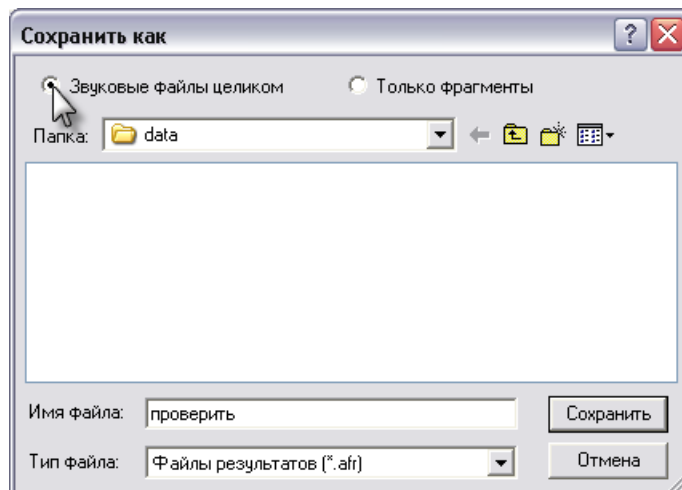 Сохранить как
Звуковые файлы целиком Только фрагменты
Папка: data
Имя файла: проверить Сохранить
Тип файла: Файлы результатов (*.afr) Отмена